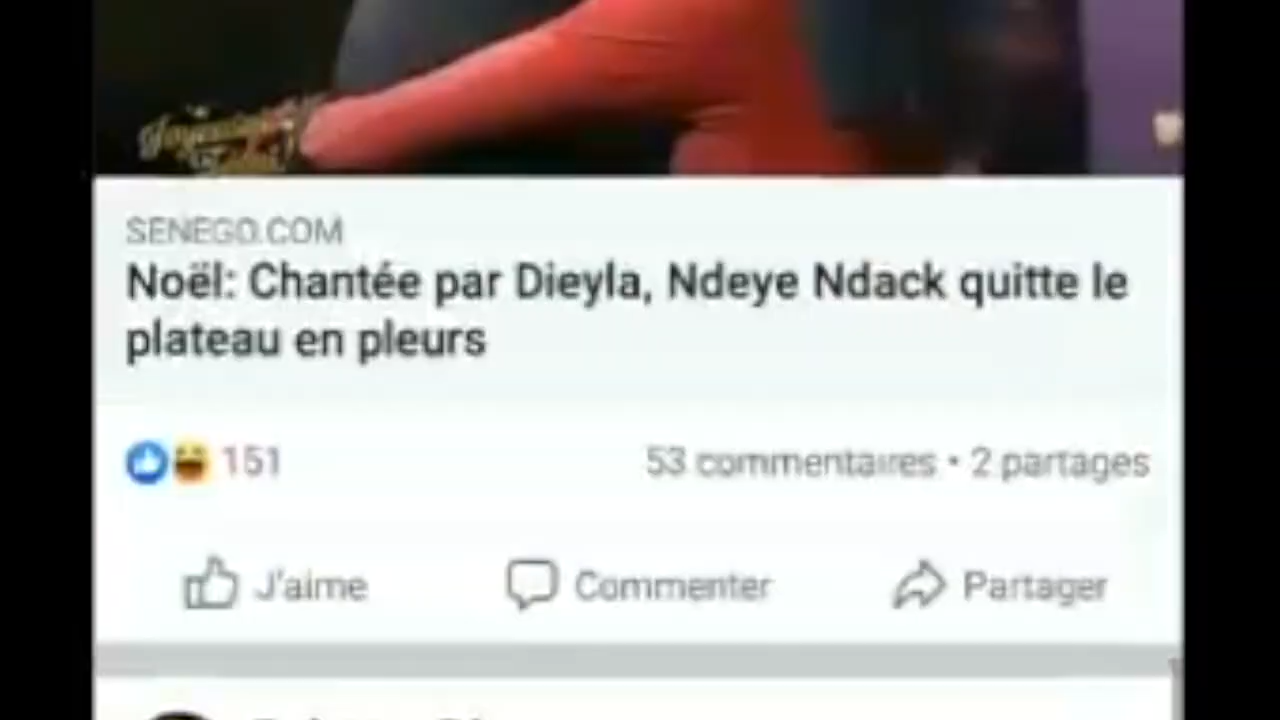 SENEGO.COM
Noël: Chantée par Dieyla, Ndeye Ndack quitte le
plateau en pleurs
151
53 commentaires • 2 partages
J'aime
Commenter
Partager